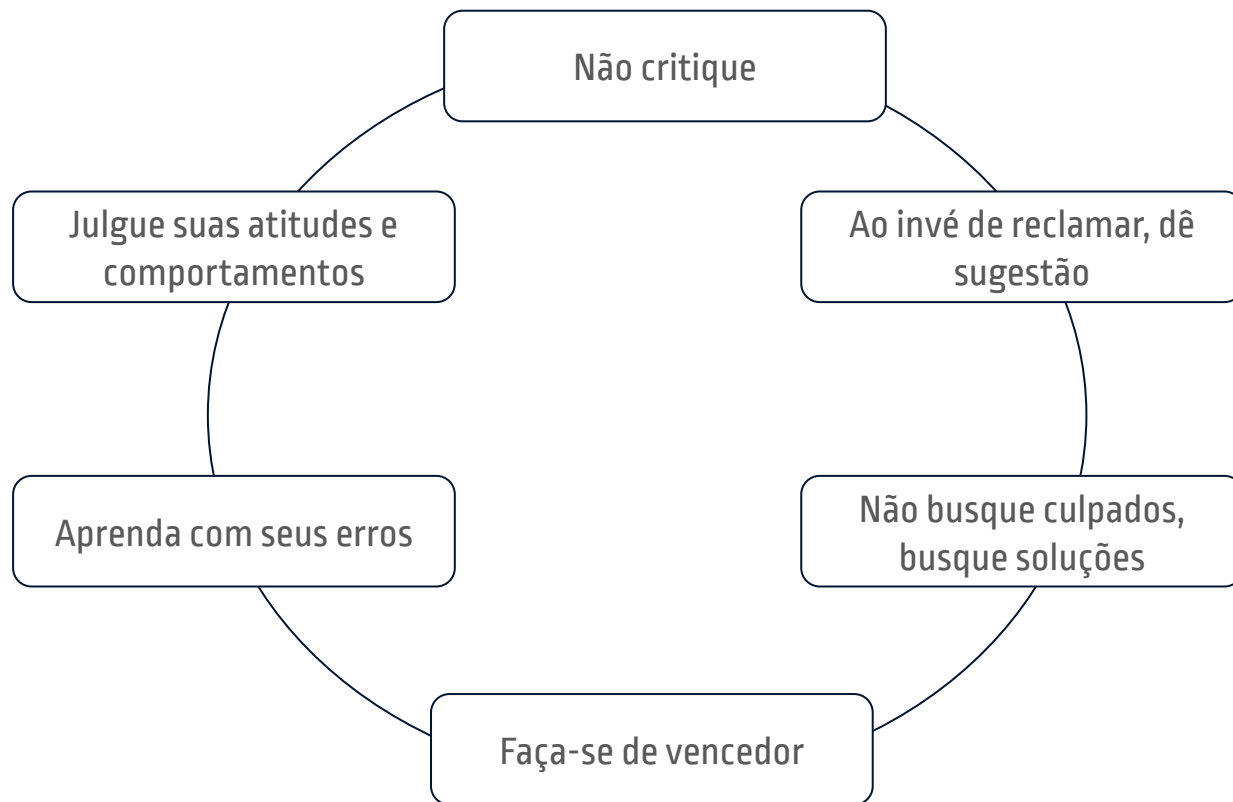 Não critique
Julgue suas atitudes e
comportamentos
Ao invé de reclamar, dê
sugestão
Aprenda com seus erros
Não busque culpados,
busque soluções
Faça-se de vencedor